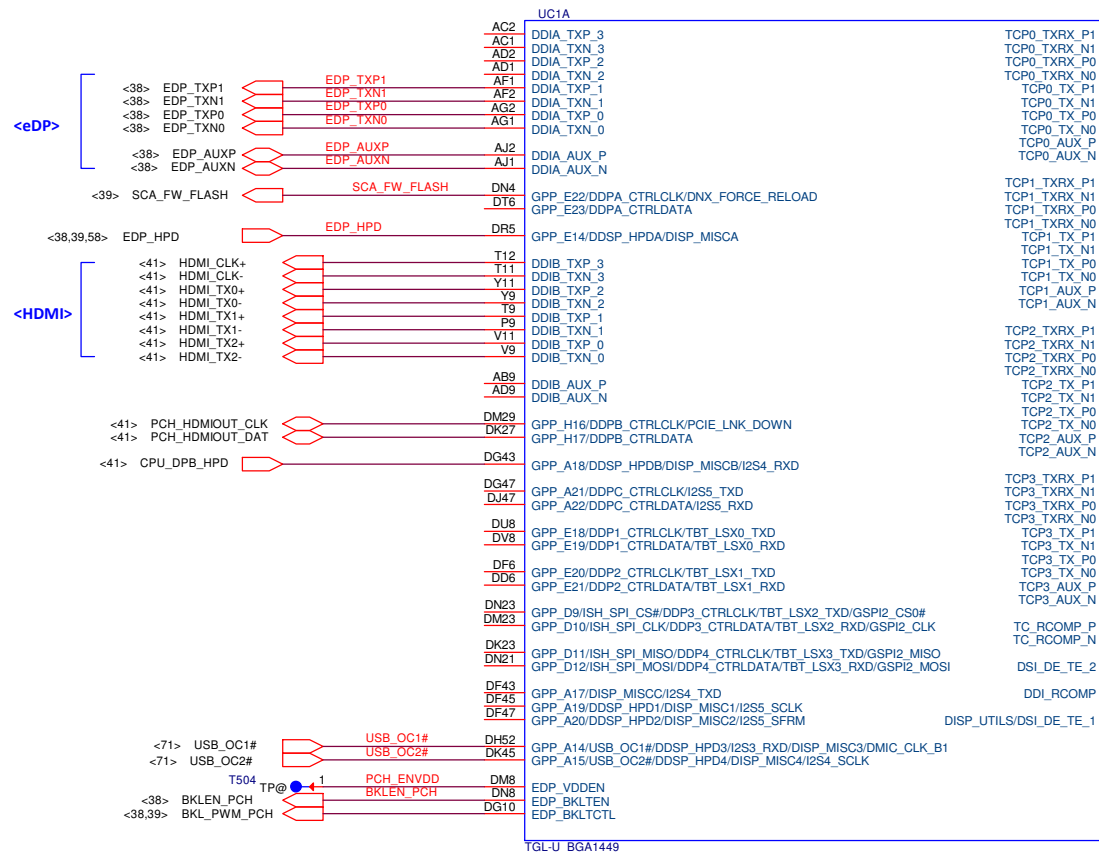 UC1A
AC2 DDIA_TXP_3 TCP0_TXRX_P1
AC1 DDIA_TXN_3 TCP0_TXRX_N1
AD2 DDIA_TXP_2 TCP0_TXRX_P0
AD1 DDIA_TXN_2 TCP0_TXRX_N0
<38> EDP_TXP1 EDP_TXP1 AF1 DDIA_TXP_1 TCP0_TX_P1
<38> EDP_TXN1 EDP_TXN1 AF2 DDIA_TXN_1 TCP0_TX_N1
<38> EDP_TXP0 EDP_TXP0 AG2 DDIA_TXP_0 TCP0_TX_P0
<eDP>
<38> EDP_TXN0 EDP_TXN0 AG1 DDIA_TXN_0 TCP0_TX_N0
TCP0_AUX_P
<38> EDP_AUXP EDP_AUXP AJ2 DDIA_AUX_P TCP0_AUX_N
<38> EDP_AUXN EDP_AUXN AJ1 DDIA_AUX_N
TCP1_TXRX_P1
<39> SCA_FW_FLASH SCA_FW_FLASH DN4 GPP_E22/DDPA_CTRLCLK/DNX_FORCE_RELOAD TCP1_TXRX_N1
DT6 GPP_E23/DDPA_CTRLDATA TCP1_TXRX_P0
TCP1_TXRX_N0
<38,39,58> EDP_HPD EDP_HPD DR5 GPP_E14/DDSP_HPDA/DISP_MISCA TCP1_TX_P1
TCP1_TX_N1
<41> HDMI_CLK+ T12 DDIB_TXP_3 TCP1_TX_P0
<41> HDMI_CLK- T11 DDIB_TXN_3 TCP1_TX_N0
<41> HDMI_TX0+ Y11 DDIB_TXP_2 TCP1_AUX_P
<41> HDMI_TX0- Y9 DDIB_TXN_2 TCP1_AUX_N
<HDMI>
<41> HDMI_TX1+ T9 DDIB_TXP_1
<41> HDMI_TX1- P9 DDIB_TXN_1 TCP2_TXRX_P1
<41> HDMI_TX2+ V11 DDIB_TXP_0 TCP2_TXRX_N1
<41> HDMI_TX2- V9 DDIB_TXN_0 TCP2_TXRX_P0
TCP2_TXRX_N0
AB9 DDIB_AUX_P TCP2_TX_P1
AD9 DDIB_AUX_N TCP2_TX_N1
TCP2_TX_P0
<41> PCH_HDMIOUT_CLK DM29 GPP_H16/DDPB_CTRLCLK/PCIE_LNK_DOWN TCP2_TX_N0
<41> PCH_HDMIOUT_DAT DK27 GPP_H17/DDPB_CTRLDATA TCP2_AUX_P
TCP2_AUX_N
<41> CPU_DPB_HPD DG43 GPP_A18/DDSP_HPDB/DISP_MISCB/I2S4_RXD
TCP3_TXRX_P1
DG47 GPP_A21/DDPC_CTRLCLK/I2S5_TXD TCP3_TXRX_N1
DJ47 GPP_A22/DDPC_CTRLDATA/I2S5_RXD TCP3_TXRX_P0
TCP3_TXRX_N0
DU8 GPP_E18/DDP1_CTRLCLK/TBT_LSX0_TXD TCP3_TX_P1
DV8 GPP_E19/DDP1_CTRLDATA/TBT_LSX0_RXD TCP3_TX_N1
TCP3_TX_P0
DF6 GPP_E20/DDP2_CTRLCLK/TBT_LSX1_TXD TCP3_TX_N0
DD6 GPP_E21/DDP2_CTRLDATA/TBT_LSX1_RXD TCP3_AUX_P
TCP3_AUX_N
DN23 GPP_D9/ISH_SPI_CS#/DDP3_CTRLCLK/TBT_LSX2_TXD/GSPI2_CS0#
DM23 GPP_D10/ISH_SPI_CLK/DDP3_CTRLDATA/TBT_LSX2_RXD/GSPI2_CLK TC_RCOMP_P
TC_RCOMP_N
DK23 GPP_D11/ISH_SPI_MISO/DDP4_CTRLCLK/TBT_LSX3_TXD/GSPI2_MISO
DN21 GPP_D12/ISH_SPI_MOSI/DDP4_CTRLDATA/TBT_LSX3_RXD/GSPI2_MOSI DSI_DE_TE_2
DF43 GPP_A17/DISP_MISCC/I2S4_TXD DDI_RCOMP
DF45 GPP_A19/DDSP_HPD1/DISP_MISC1/I2S5_SCLK
DF47 GPP_A20/DDSP_HPD2/DISP_MISC2/I2S5_SFRM DISP_UTILS/DSI_DE_TE_1
<71> USB_OC1# USB_OC1# DH52 GPP_A14/USB_OC1#/DDSP_HPD3/I2S3_RXD/DISP_MISC3/DMIC_CLK_B1
<71> USB_OC2# USB_OC2# DK45 GPP_A15/USB_OC2#/DDSP_HPD4/DISP_MISC4/I2S4_SCLK
T504 TP@ 1 PCH_ENVDD DM8 EDP_VDDEN
<38> BKLEN_PCH BKLEN_PCH DN8 EDP_BKLTEN
<38,39> BKL_PWM_PCH DG10 EDP_BKLTCTL
TGL-U_BGA1449